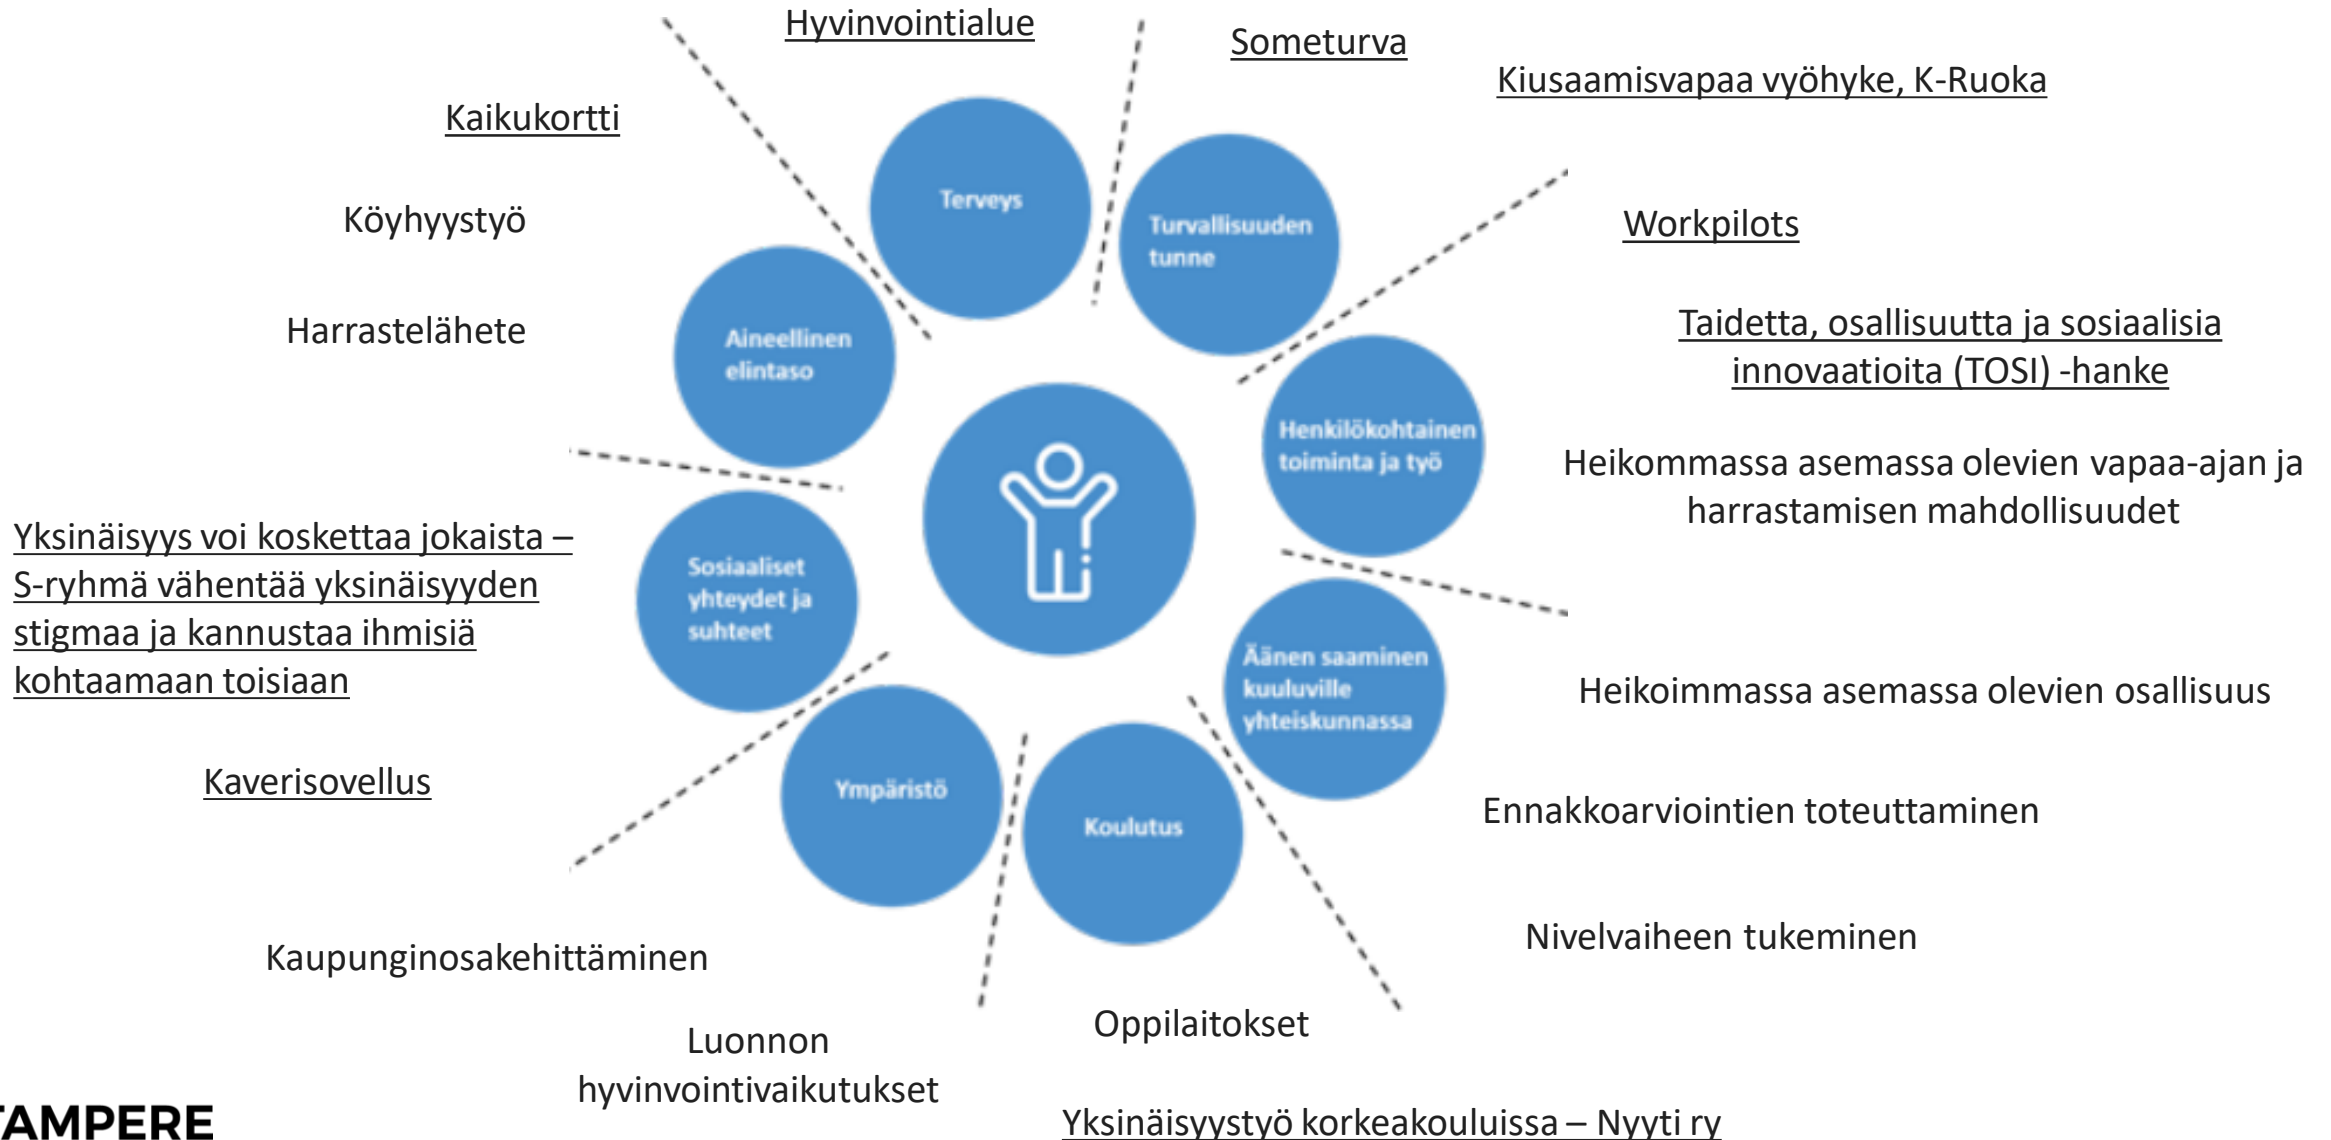 Hyvinvointialue
Someturva
Kiusaamisvapaa vyöhyke, K-Ruoka
Kaikukortti
Köyhyystyö
Harrastelähete
Terveys
Turvallisuuden
tunne
Workpilots
Taidetta, osallisuutta ja sosiaalisia
innovaatioita (TOSI) -hanke
Aineellinen
elintaso
Henkilökohtainen
toiminta ja työ
Heikommassa asemassa olevien vapaa-ajan ja
harrastamisen mahdollisuudet
Yksinäisyys voi koskettaa jokaista –
S-ryhmä vähentää yksinäisyyden
stigmaa ja kannustaa ihmisiä
kohtaamaan toisiaan
Sosiaaliset
yhteydet ja
suhteet
Äänen saaminen
kuuluville
yhteiskunnassa
Heikoimmassa asemassa olevien osallisuus
Kaverisovellus
Ympäristö
Koulutus
Ennakkoarviointien toteuttaminen
Nivelvaiheen tukeminen
Kaupunginosakehittäminen
Luonnon
hyvinvointivaikutukset
Oppilaitokset
Yksinäisyystyö korkeakouluissa – Nyyti ry
TAMPERE